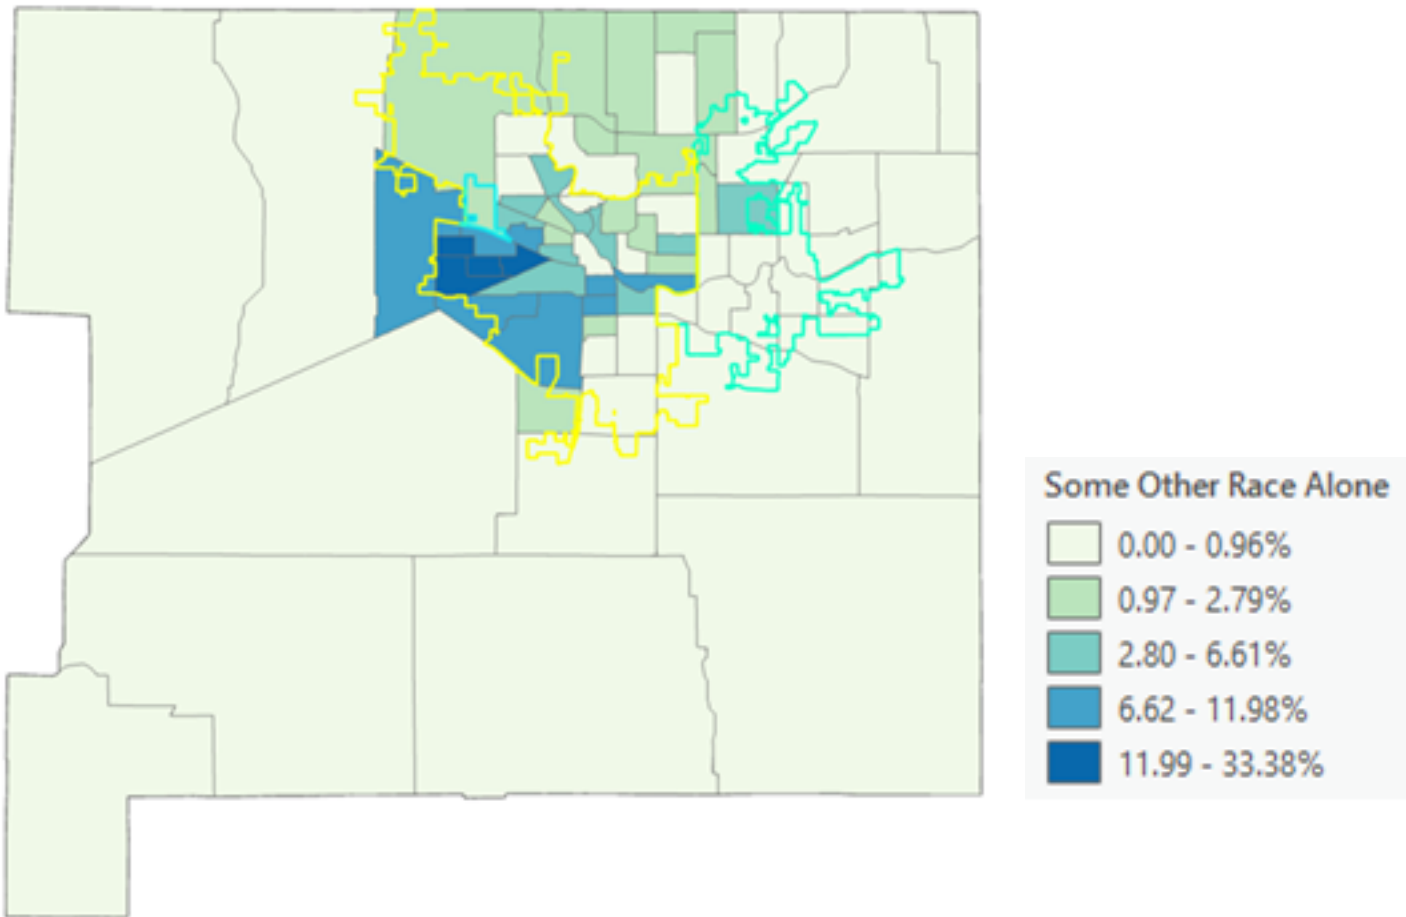 Some Other Race Alone
0.00 - 0.96%
0.97 - 2.79%
2.80 - 6.61%
6.62 - 11.98%
11.99 - 33.38%